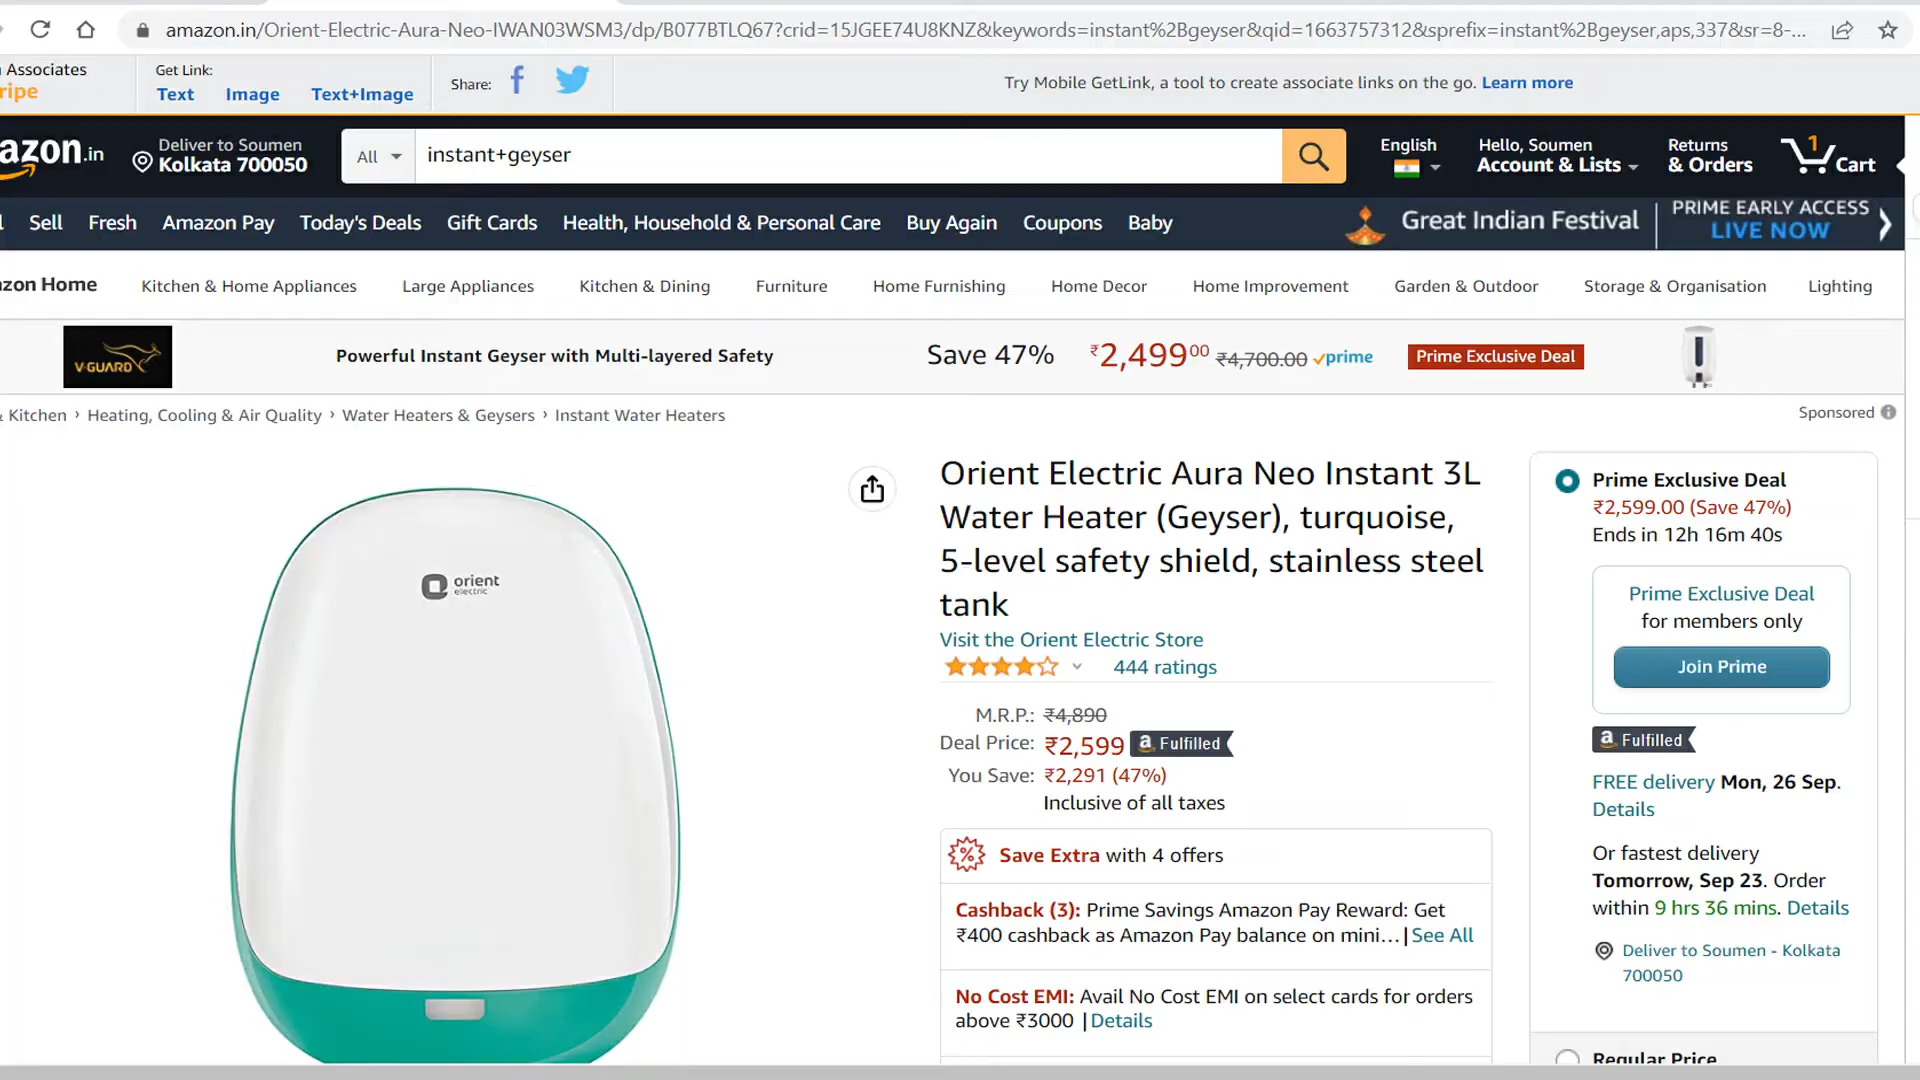 amazon.in/Orient-Electric-Aura-Neo-IWAN03WSM3/dp/B077BTLQ67?crid=15JGEE74U8KNZ&keywords=instant%2Bgeyser&qid=1663757312&sprefix=instant%2Bgeyser,aps,337&sr=8-...
Associates
ripe
Get Link:
Text Image Text+Image
Share:
Try Mobile GetLink, a tool to create associate links on the go. Learn more
azon.in
Deliver to Soumen
Kolkata 700050
All
instant+geyser
English
Hello, Soumen
Account & Lists
Returns
& Orders
1
Cart
Sell Fresh Amazon Pay Today's Deals Gift Cards Health, Household & Personal Care Buy Again Coupons Baby
Great Indian Festival
PRIME EARLY ACCESS
LIVE NOW
zon Home Kitchen & Home Appliances Large Appliances Kitchen & Dining Furniture Home Furnishing Home Decor Home Improvement Garden & Outdoor Storage & Organisation Lighting
V-GUARD
Powerful Instant Geyser with Multi-layered Safety
Save 47% ₹2,49900 ₹4,700.00 prime
Prime Exclusive Deal
& Kitchen › Heating, Cooling & Air Quality › Water Heaters & Geysers › Instant Water Heaters
Sponsored
orient
electric
Orient Electric Aura Neo Instant 3L
Water Heater (Geyser), turquoise,
5-level safety shield, stainless steel
tank
Visit the Orient Electric Store
444 ratings
M.R.P.: ₹4,890
Deal Price: ₹2,599 a Fulfilled
You Save: ₹2,291 (47%)
Inclusive of all taxes
Save Extra with 4 offers
Cashback (3): Prime Savings Amazon Pay Reward: Get
₹400 cashback as Amazon Pay balance on mini… | See All
No Cost EMI: Avail No Cost EMI on select cards for orders
above ₹3000 | Details
Prime Exclusive Deal
₹2,599.00 (Save 47%)
Ends in 12h 16m 40s
Prime Exclusive Deal
for members only
Join Prime
a Fulfilled
FREE delivery Mon, 26 Sep.
Details
Or fastest delivery
Tomorrow, Sep 23. Order
within 9 hrs 36 mins. Details
Deliver to Soumen - Kolkata
700050
Regular Price